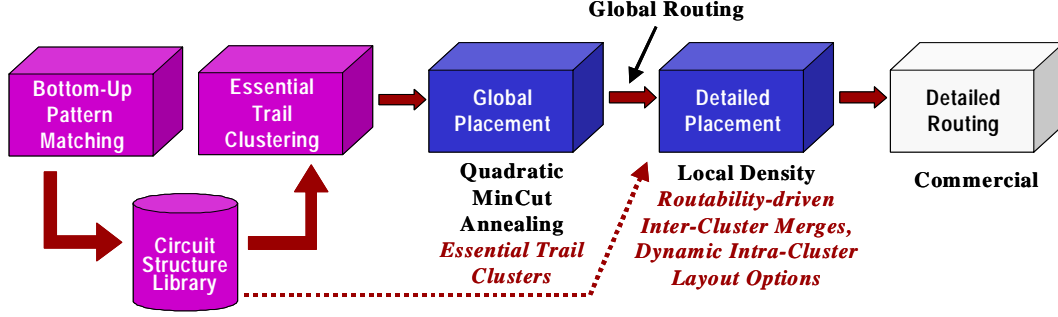 Global Routing
Bottom-Up
Pattern
Matching
Essential
Trail
Clustering
Global
Placement
Detailed
Placement
Detailed
Routing
Quadratic
MinCut
Annealing
Essential Trail
Clusters
Local Density
Routability-driven
Inter-Cluster Merges,
Dynamic Intra-Cluster
Layout Options
Commercial
Circuit
Structure
Library